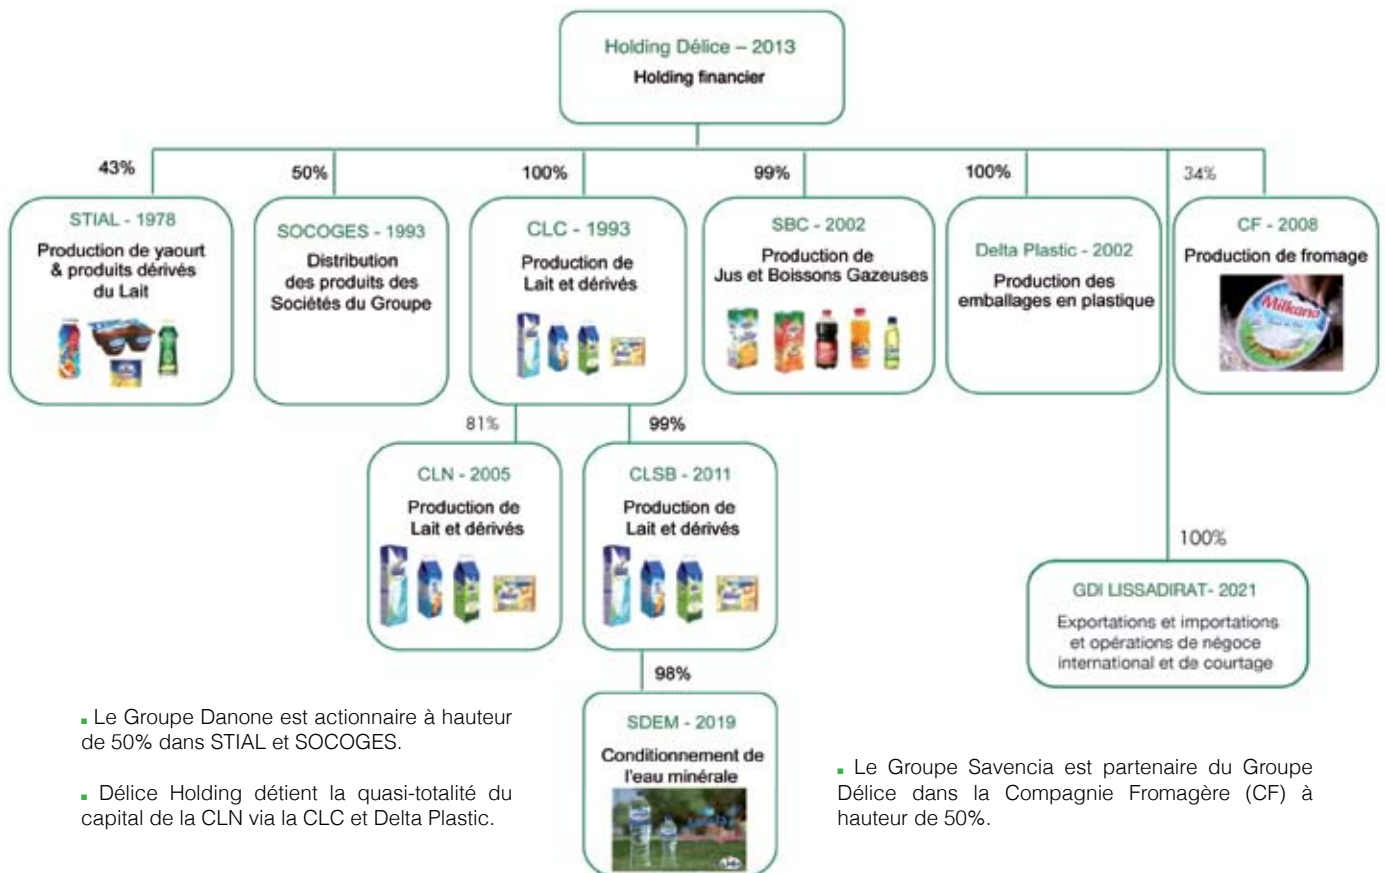 Holding Délice – 2013
Holding financier
43%
50%
100%
99%
100%
34%
STIAL - 1978
Production de yaourt
& produits dérivés
du Lait
SOCOGES - 1993
Distribution
des produits des
Sociétés du Groupe
CLC - 1993
Production de
Lait et dérivés
SBC - 2002
Production de
Jus et Boissons Gazeuses
Delta Plastic - 2002
Production des
emballages en plastique
CF - 2008
Production de fromage
Milkana
81%
99%
CLN - 2005
Production de
Lait et dérivés
CLSB - 2011
Production de
Lait et dérivés
100%
GDI LISSADIRAT- 2021
Exportations et importations
et opérations de négoce
international et de courtage
98%
SDEM - 2019
Conditionnement de
l'eau minérale
Le Groupe Danone est actionnaire à hauteur
de 50% dans STIAL et SOCOGES.
Délice Holding détient la quasi-totalité du
capital de la CLN via la CLC et Delta Plastic.
Le Groupe Savencia est partenaire du Groupe
Délice dans la Compagnie Fromagère (CF) à
hauteur de 50%.